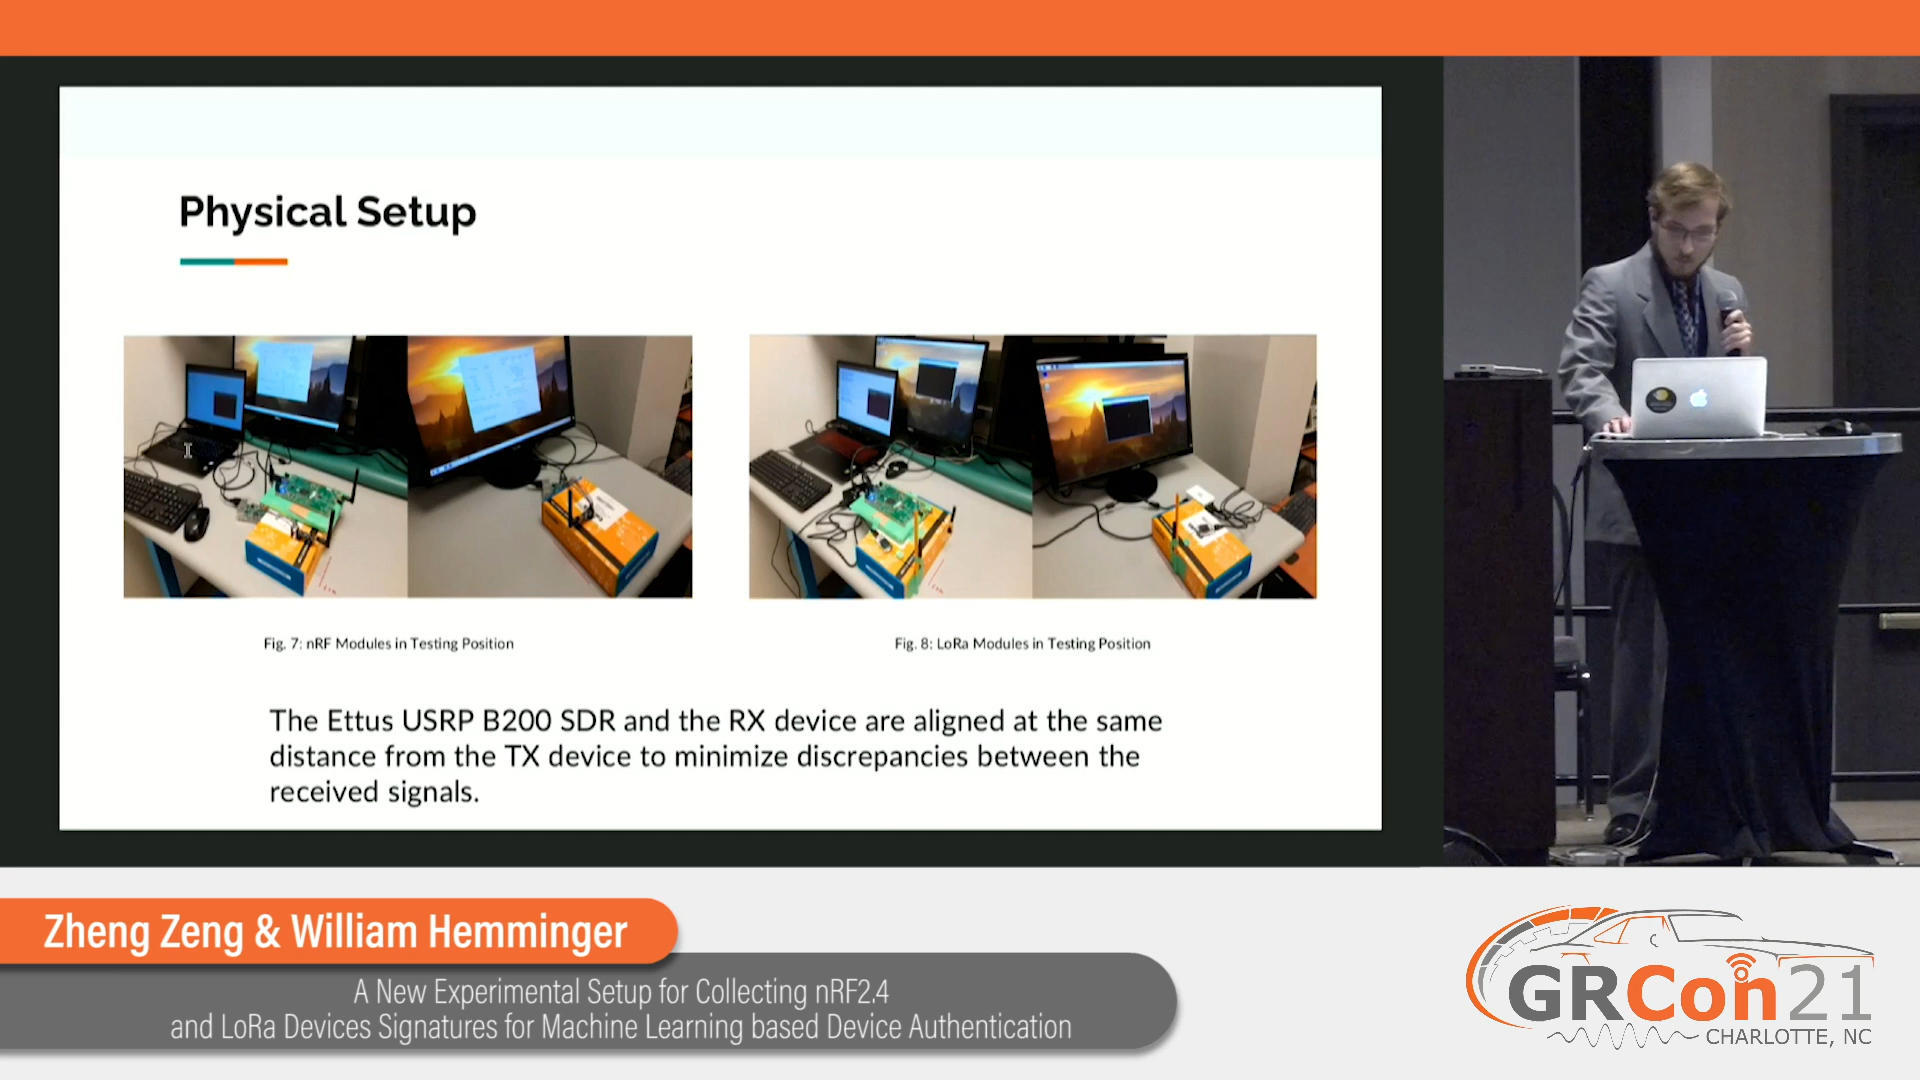 Physical Setup
Fig. 7: nRF Modules in Testing Position
Fig. 8: LoRa Modules in Testing Position
The Ettus USRP B200 SDR and the RX device are aligned at the same
distance from the TX device to minimize discrepancies between the
received signals.
Zheng Zeng & William Hemminger
A New Experimental Setup for Collecting nRF2.4
and LoRa Devices Signatures for Machine Learning based Device Authentication
GRCon21
CHARLOTTE, NC